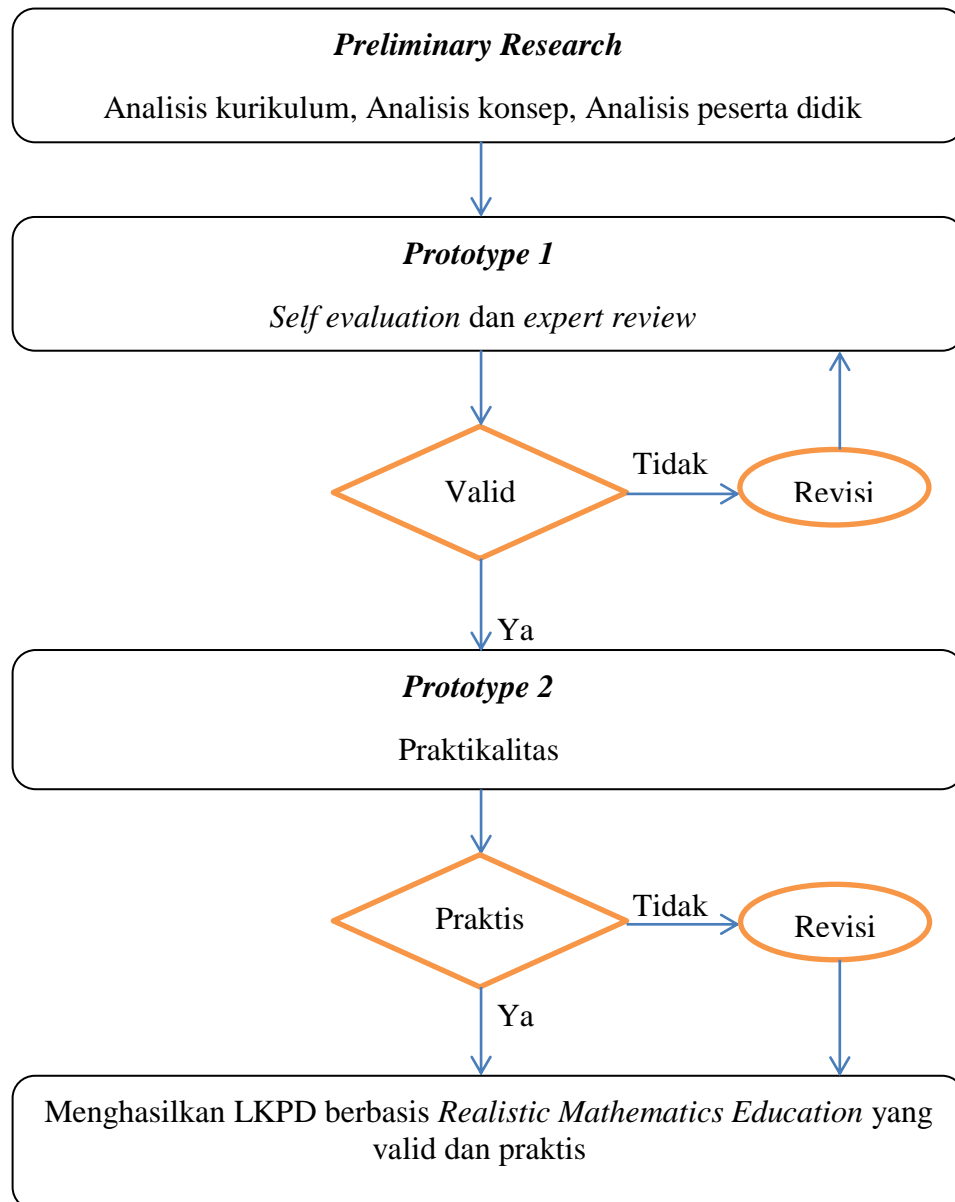 Preliminary Research
Analisis kurikulum, Analisis konsep, Analisis peserta didik
Prototype 1
Self evaluation dan expert review
Valid
Tidak
Revisi
Ya
Prototype 2
Praktikalitas
Praktis
Tidak
Revisi
Ya
Menghasilkan LKPD berbasis Realistic Mathematics Education yang
valid dan praktis